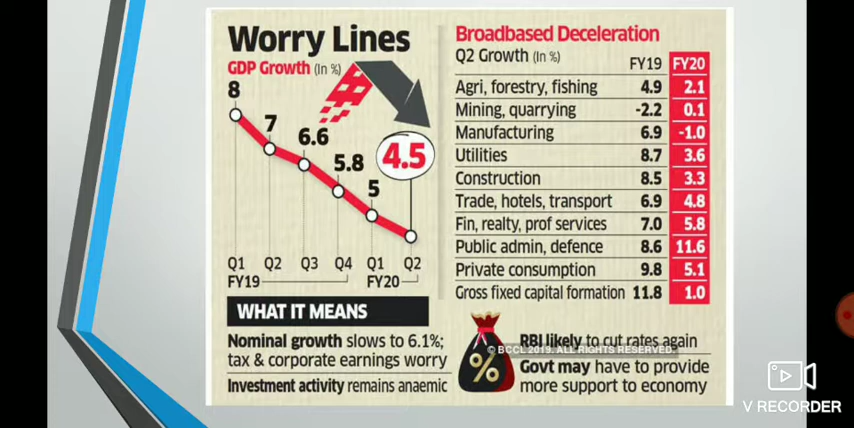 Worry Lines
GDP Growth (In %)
8
7
6.6
5.8
5
4.5
Q1 Q2 Q3 Q4 Q1 Q2
FY19 FY20
WHAT IT MEANS
Nominal growth slows to 6.1%;
tax & corporate earnings worry
Investment activity remains anaemic
Broadbased Deceleration
Q2 Growth (In %) FY19 FY20
Agri, forestry, fishing 4.9 2.1
Mining, quarrying -2.2 0.1
Manufacturing 6.9 -1.0
Utilities 8.7 3.6
Construction 8.5 3.3
Trade, hotels, transport 6.9 4.8
Fin, realty, prof services 7.0 5.8
Public admin, defence 8.6 11.6
Private consumption 9.8 5.1
Gross fixed capital formation 11.8 1.0
%
RBI likely to cut rates again
© BCCL 2019. ALL RIGHTS RESERVED.
Govt may have to provide
more support to economy
V RECORDER